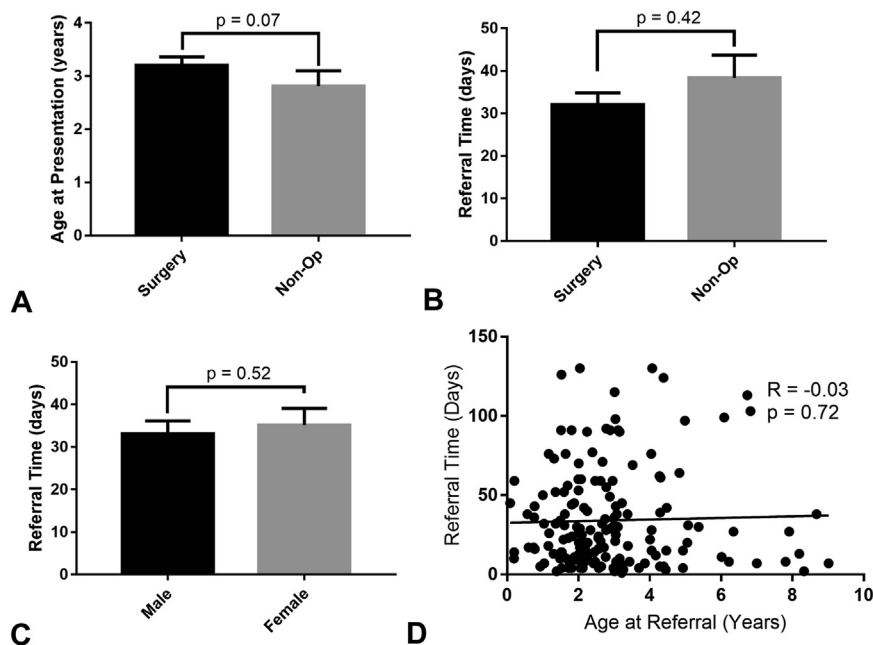 p = 0.07
Age at Presentation (years)
4
3
2
1
0
Surgery
Non-Op
A
p = 0.42
Referral Time (days)
50
40
30
20
10
0
Surgery
Non-Op
B
p = 0.52
Referral Time (days)
50
40
30
20
10
0
Male
Female
C
R = -0.03
p = 0.72
Referral Time (Days)
150
100
50
0
0
2
4
6
8
10
Age at Referral (Years)
D